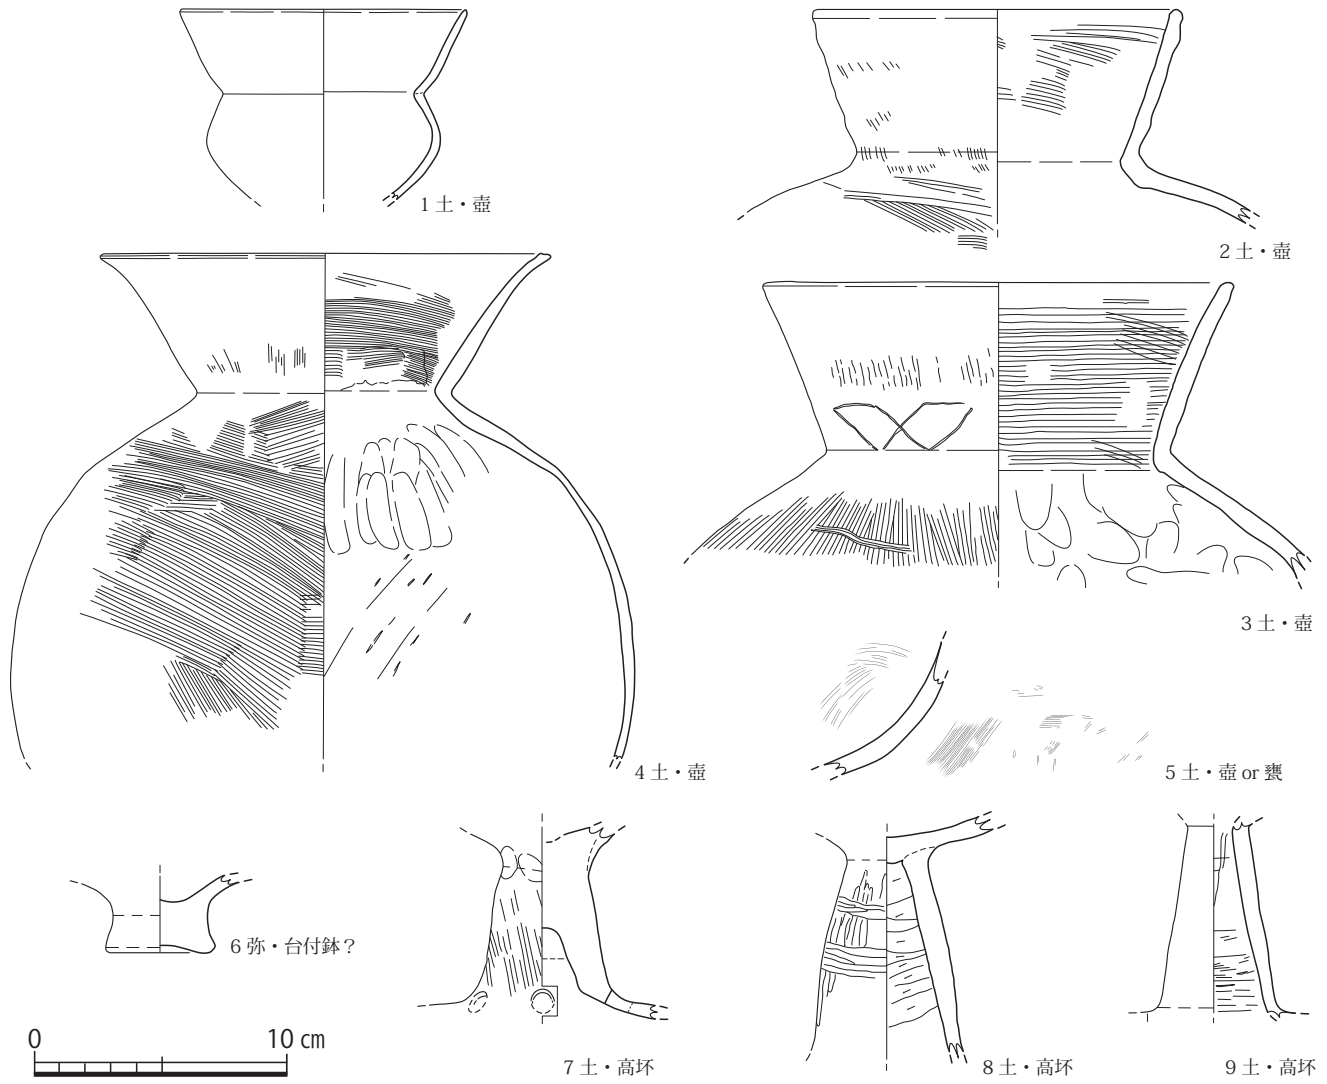 1 土・壺
2 土・壺
3 土・壺
4 土・壺
5 土・壺 or 甕
6 弥・台付鉢？
7 土・高坏
8 土・高坏
9 土・高坏
0 10 cm